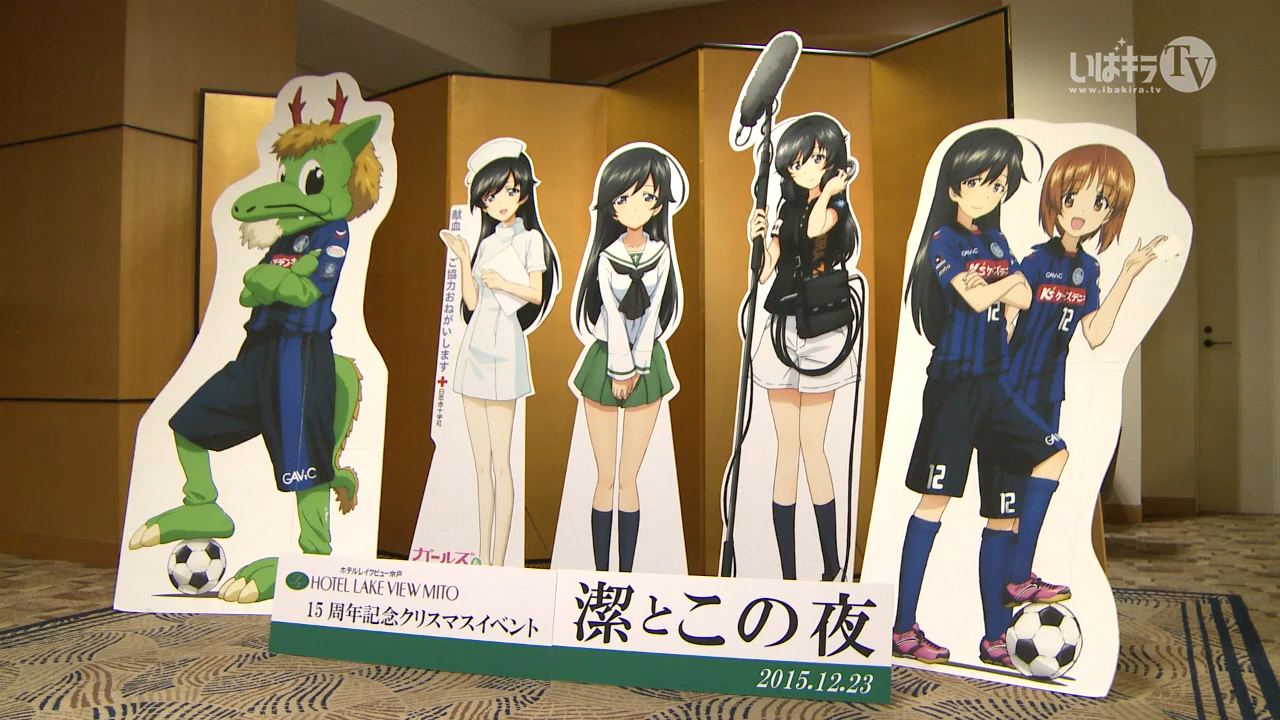 いばキラTv
www.ibakira.tv
献血、ご協力おねがいします
日本赤十字社
GAViC
GAViC
K's ケーズデンキ
12
12
12
GAViC
K's ケーズデン
12
ガールズ&
ホテルレイクビュー水戸
HOTEL LAKE VIEW MITO
15周年記念クリスマスイベント
潔とこの夜
2015.12.23